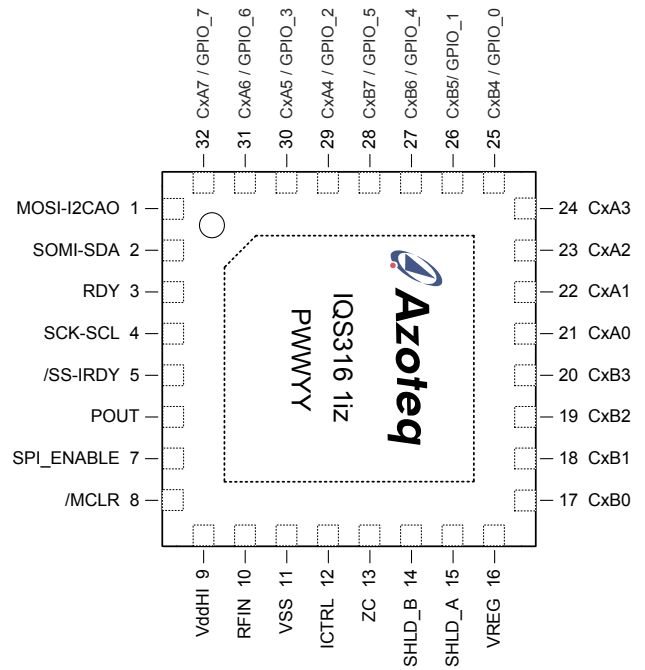 32 CxA7 / GPIO_7
31 CxA6 / GPIO_6
30 CxA5 / GPIO_3
29 CxA4 / GPIO_2
28 CxB7 / GPIO_5
27 CxB6 / GPIO_4
26 CxB5/ GPIO_1
25 CxB4 / GPIO_0
MOSI-I2CAO 1
SOMI-SDA 2
RDY 3
SCK-SCL 4
/SS-IRDY 5
POUT
SPI_ENABLE 7
/MCLR 8
Azoteq
IQS316 1iz
PWWYY
24 CxA3
23 CxA2
22 CxA1
21 CxA0
20 CxB3
19 CxB2
18 CxB1
17 CxB0
VddHI 9
RFIN 10
VSS 11
ICTRL 12
ZC 13
SHLD_B 14
SHLD_A 15
VREG 16